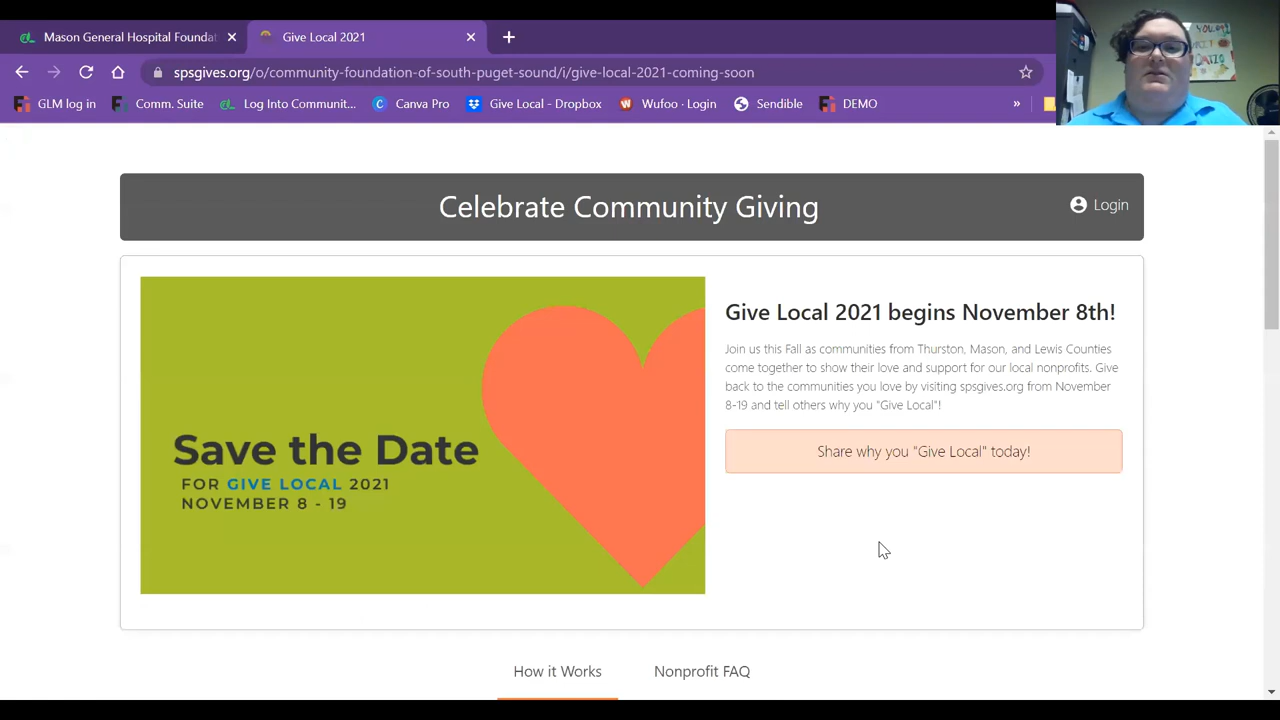 Mason General Hospital Foundat
Give Local 2021
spsgives.org/o/community-foundation-of-south-puget-sound/i/give-local-2021-coming-soon
GLM log in
Comm. Suite
Log Into Communit...
Canva Pro
Give Local - Dropbox
Wufoo · Login
Sendible
DEMO
»
Celebrate Community Giving
Login
Save the Date
FOR GIVE LOCAL 2021
NOVEMBER 8 - 19
Give Local 2021 begins November 8th!
Join us this Fall as communities from Thurston, Mason, and Lewis Counties
come together to show their love and support for our local nonprofits. Give
back to the communities you love by visiting spsgives.org from November
8-19 and tell others why you "Give Local"!
Share why you "Give Local" today!
How it Works
Nonprofit FAQ